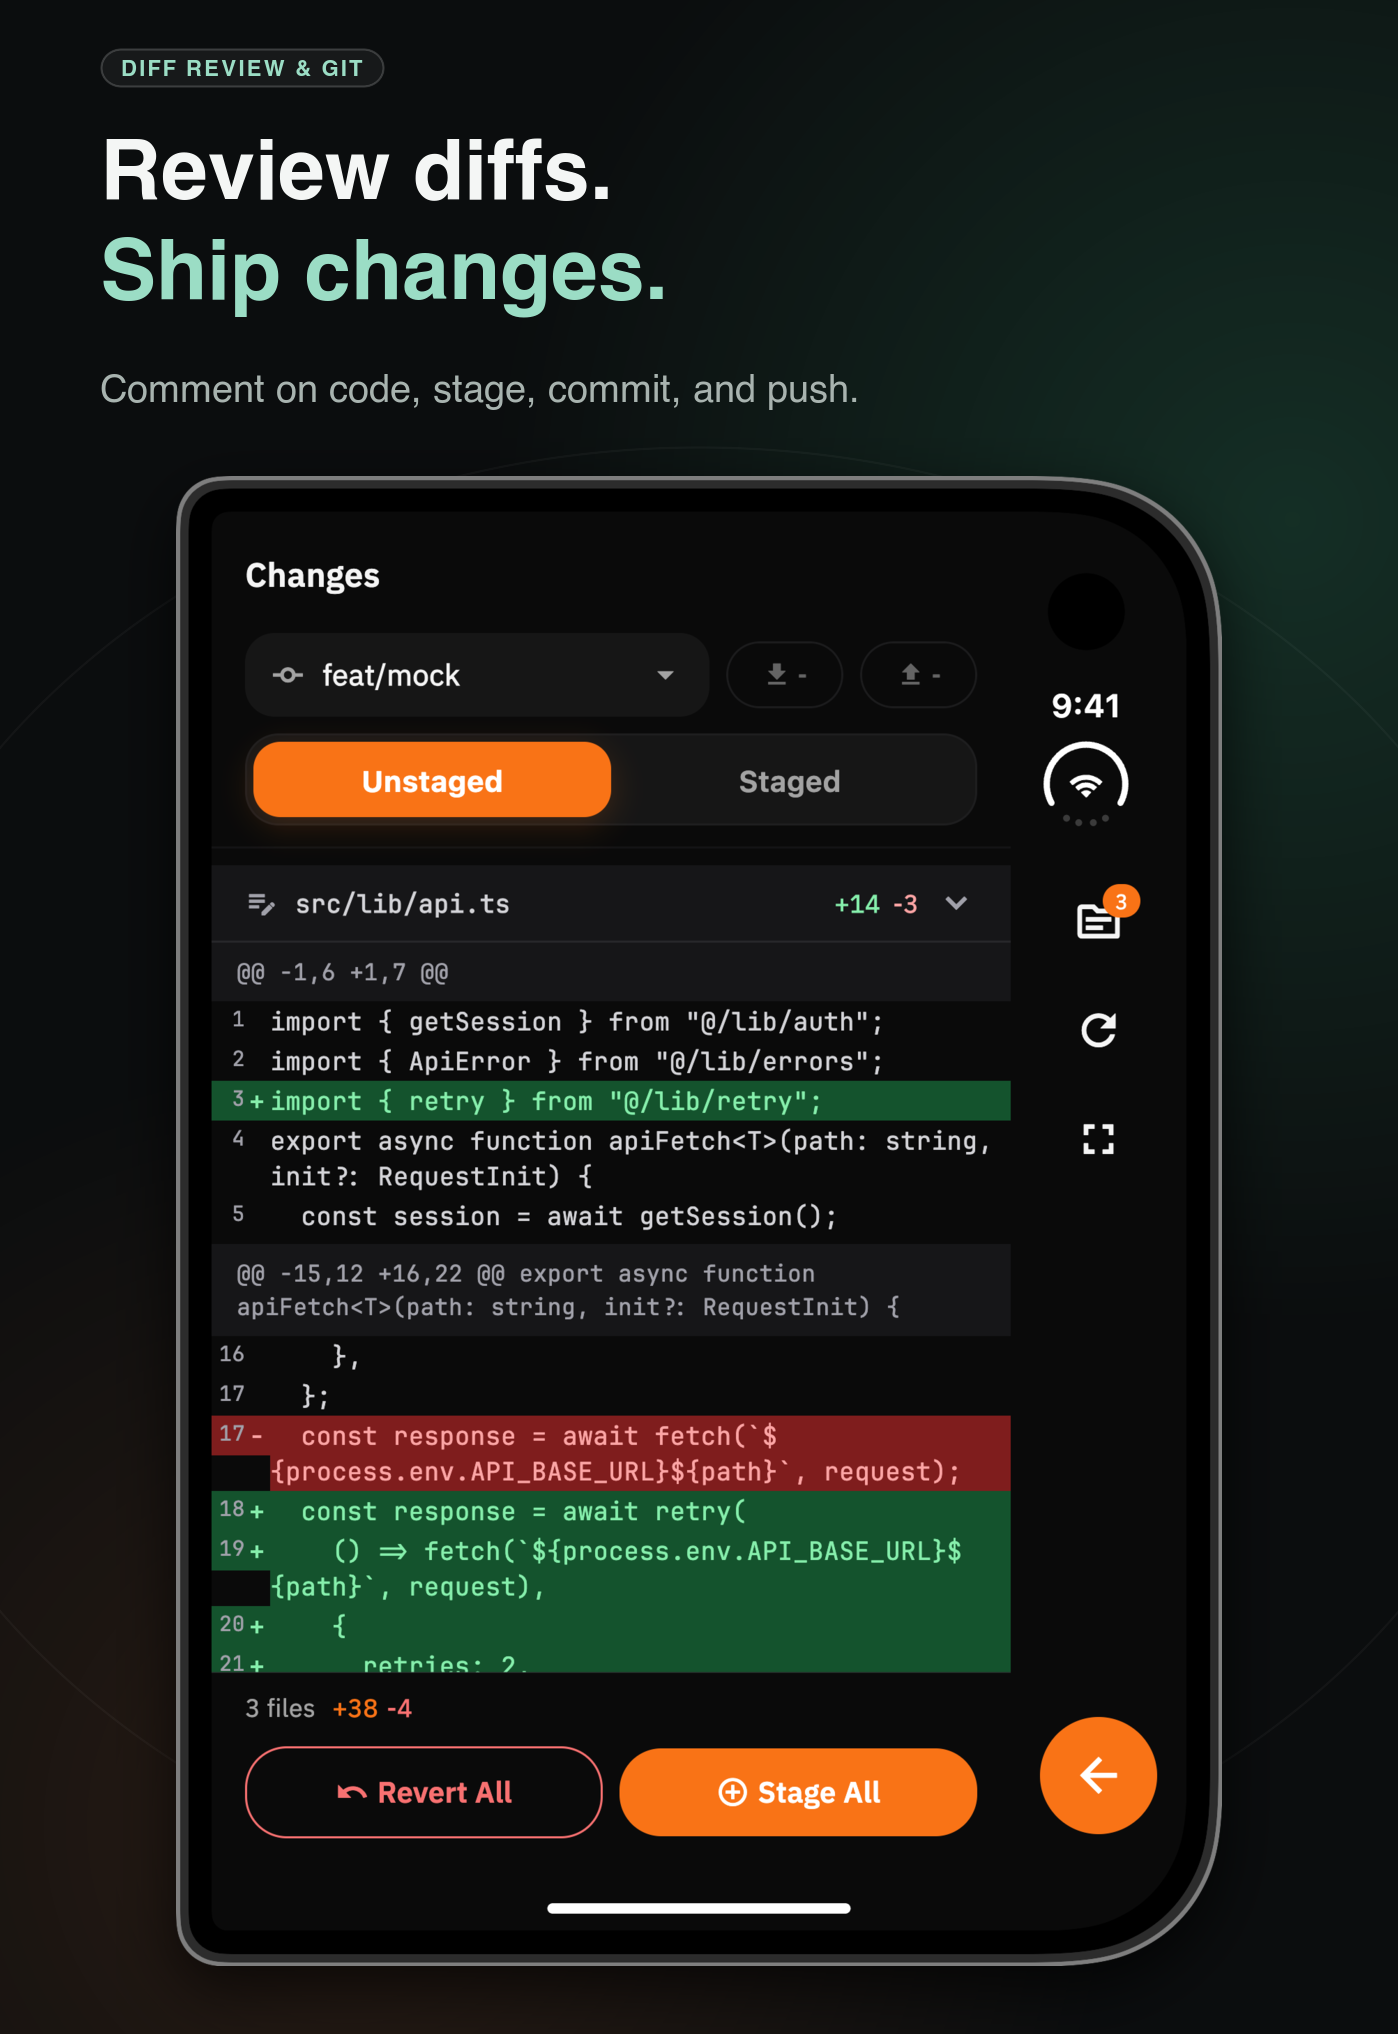 DIFF REVIEW & GIT
Review diffs.
Ship changes.
Comment on code, stage, commit, and push.
Changes
feat/mock
-
-
9:41
Unstaged
Staged
src/lib/api.ts
+14 -3
3
@@ -1,6 +1,7 @@
1 import { getSession } from "@/lib/auth";
2 import { ApiError } from "@/lib/errors";
3 + import { retry } from "@/lib/retry";
4 export async function apiFetch<T>(path: string,
init?: RequestInit) {
5 const session = await getSession();
@@ -15,12 +16,22 @@ export async function
apiFetch<T>(path: string, init?: RequestInit) {
16 },
17 };
17 - const response = await fetch(`$
{process.env.API_BASE_URL}${path}`, request);
18 + const response = await retry(
19 + () => fetch(`${process.env.API_BASE_URL}$
{path}`, request),
20 + {
21 + retries: 2,
3 files +38 -4
Revert All
Stage All